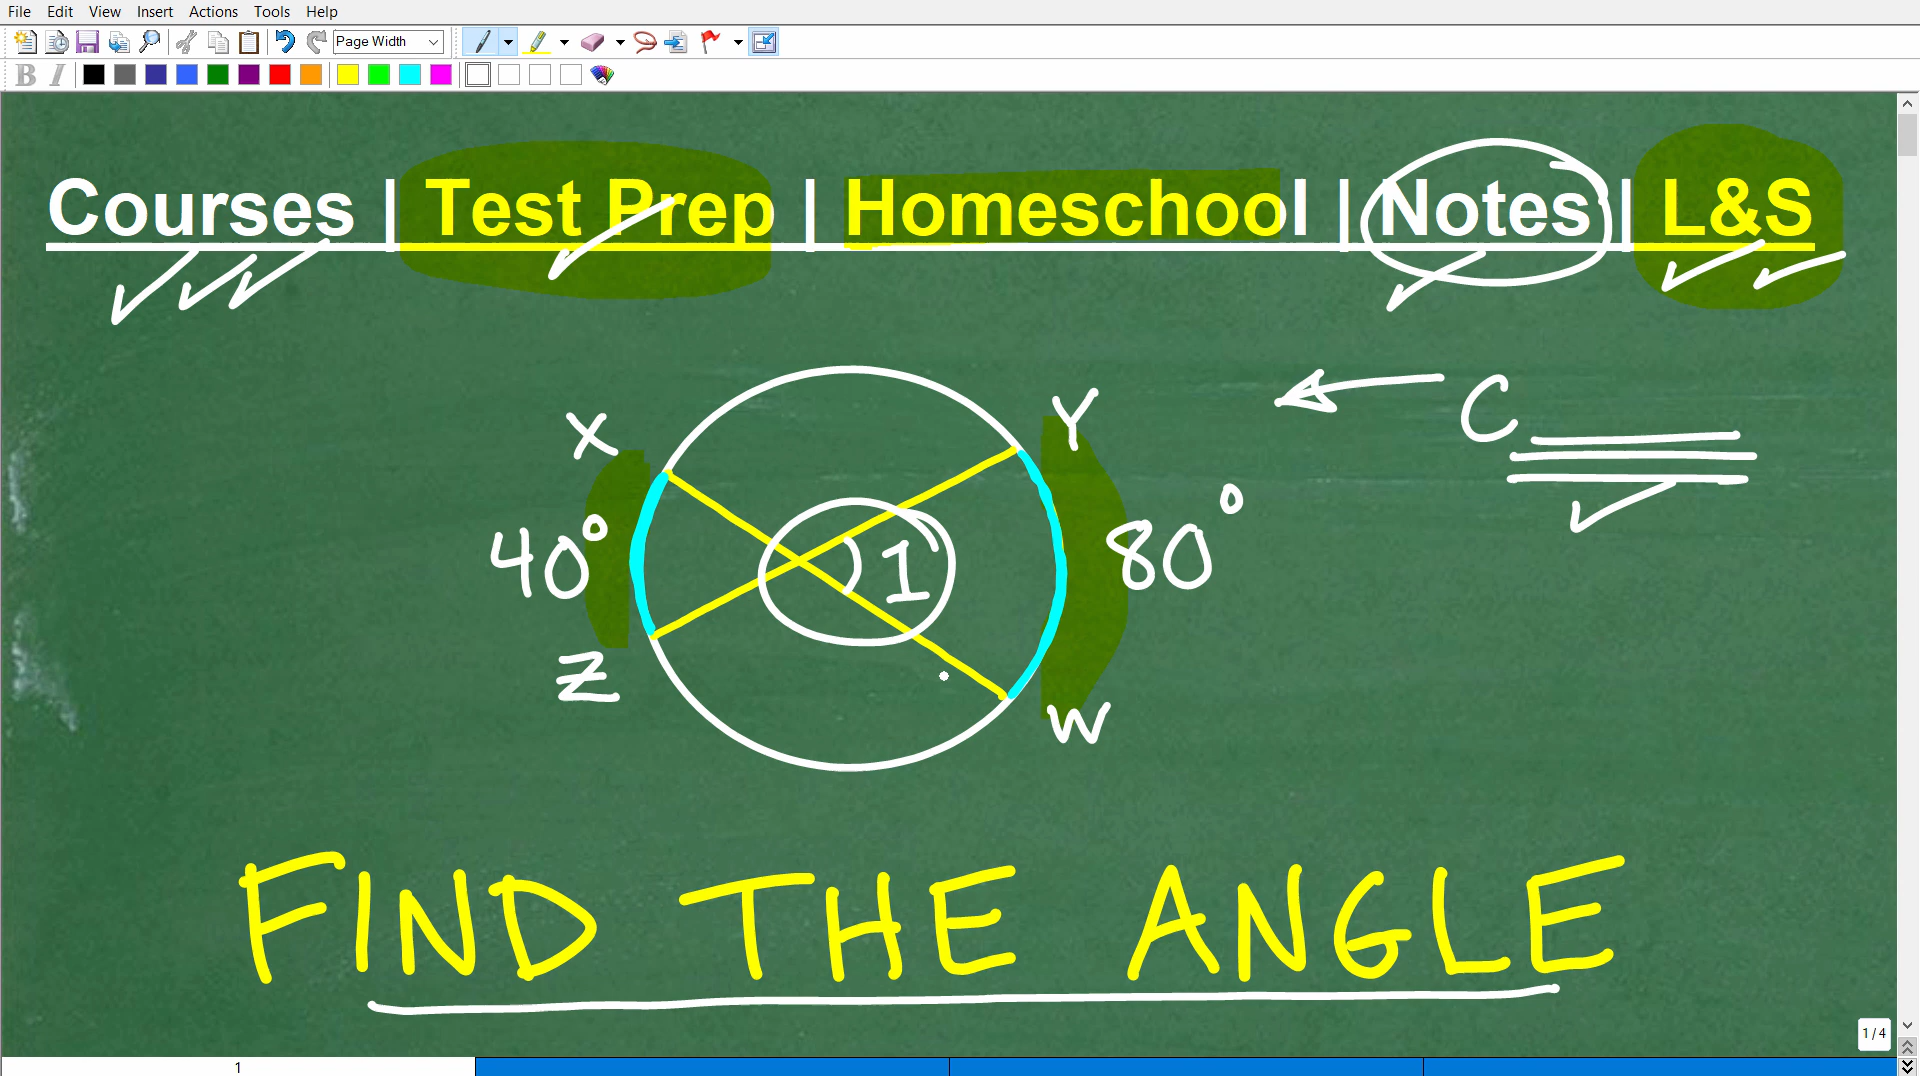 File Edit View Insert Actions Tools Help
Page Width
B I
Courses | Test Prep | Homeschool | Notes | L&S
X Y C
40° 1 80°
Z W
FIND THE ANGLE
1 / 4
1